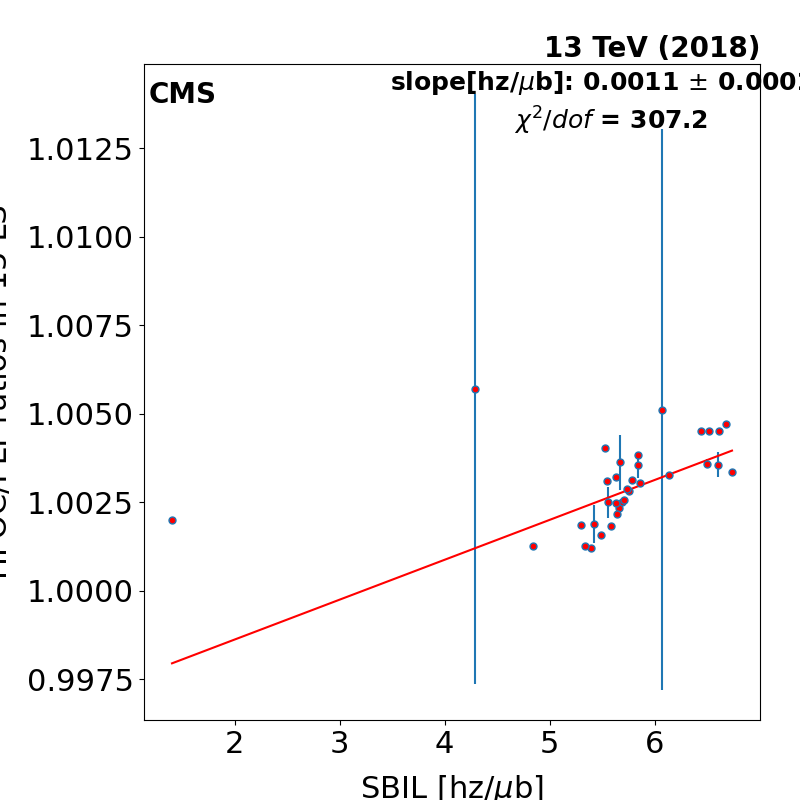 13 TeV (2018)
CMS
slope[hz/μb]: 0.0011 ± 0.0001
χ²/dof = 307.2
1.0125
1.0100
1.0075
1.0050
1.0025
1.0000
0.9975
2 3 4 5 6
SBIL [hz/μb]